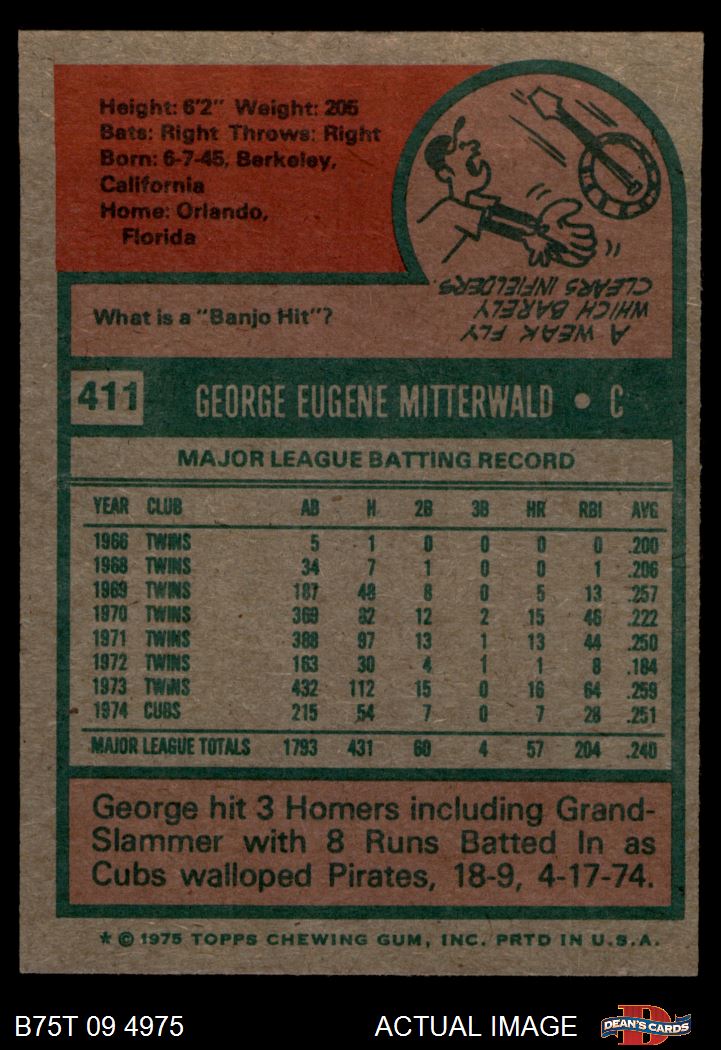 Height: 6'2" Weight: 205
Bats: Right Throws: Right
Born: 6-7-45, Berkeley,
California
Home: Orlando,
Florida
What is a "Banjo Hit"?
A WEAK FLY
WHICH BARELY
CLEARS INFIELDERS.
411 GEORGE EUGENE MITTERWALD • C
MAJOR LEAGUE BATTING RECORD
YEAR CLUB AB H 2B 3B HR RBI AVG
1966 TWINS 5 1 0 0 0 0 .200
1968 TWINS 34 7 1 0 0 1 .206
1969 TWINS 187 48 8 0 5 13 .257
1970 TWINS 369 82 12 2 15 46 .222
1971 TWINS 388 97 13 1 13 44 .250
1972 TWINS 163 30 4 1 1 8 .184
1973 TWINS 432 112 15 0 16 64 .259
1974 CUBS 215 54 7 0 7 28 .251
MAJOR LEAGUE TOTALS 1793 431 60 4 57 204 .240
George hit 3 Homers including Grand-
Slammer with 8 Runs Batted In as
Cubs walloped Pirates, 18-9, 4-17-74.
* © 1975 TOPPS CHEWING GUM, INC. PRTD IN U.S.A.
B75T 09 4975 ACTUAL IMAGE
D
DEAN'S CARDS